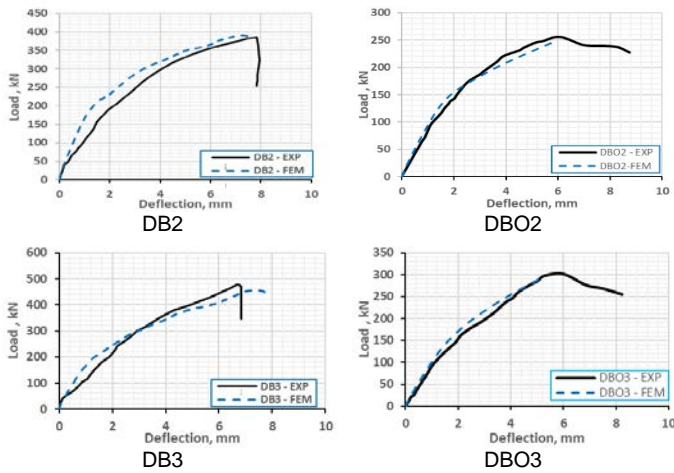 450
400
350
300
250
200
150
100
50
0
Load , kN
DB2 - EXP
DB2 - FEM
0 2 4 6 8 10
Deflection, mm
DB2
250
200
150
100
50
0
Load, kN
DBO2 - EXP
DBO2-FEM
0 2 4 6 8 10
Deflection, mm
DBO2
600
500
400
300
200
100
0
Load , kN
DB3 - EXP
DB3 - FEM
0 2 4 6 8 10
Deflection, mm
DB3
350
300
250
200
150
100
50
0
Load , kN
DBO3 - EXP
DBO3 - FEM
0 2 4 6 8 10
Deflection, mm
DBO3